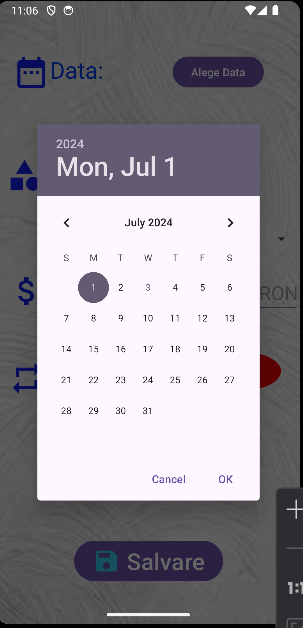 11:06
Data:
Alege Data
2024
Mon, Jul 1
July 2024
S M T W T F S
1 2 3 4 5 6
7 8 9 10 11 12 13
14 15 16 17 18 19 20
21 22 23 24 25 26 27
28 29 30 31
$
RON
Cancel OK
Salvare
1:1